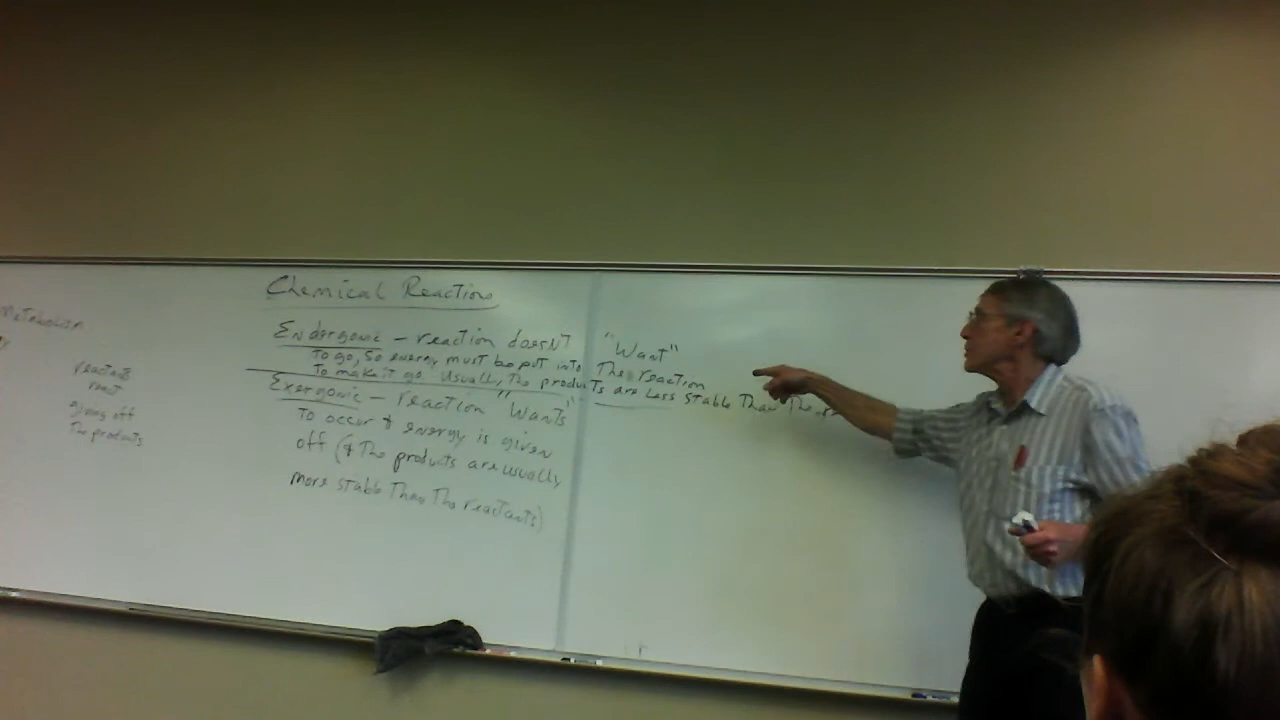 Metabolism
reactants
react
giving off
The products
Chemical Reactions
Endergonic – reaction doesn't "Want"
To go, So energy must be put into The reaction
To make it go. Usually, The products are Less Stable Than The
Exergonic – reaction "Wants"
To occur & energy is given
off (& The products are usually
more stable Than The reactants)